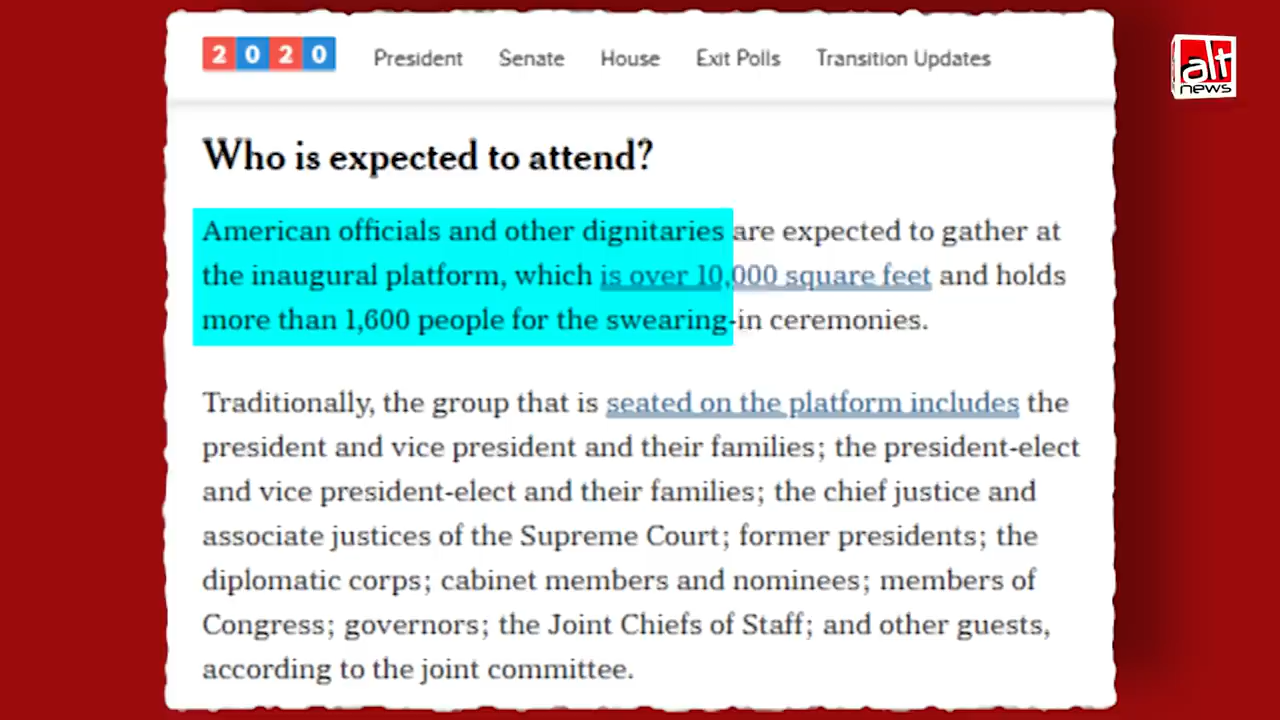 2020 President Senate House Exit Polls Transition Updates
alt
news
Who is expected to attend?
American officials and other dignitaries are expected to gather at
the inaugural platform, which is over 10,000 square feet and holds
more than 1,600 people for the swearing-in ceremonies.
Traditionally, the group that is seated on the platform includes the
president and vice president and their families; the president-elect
and vice president-elect and their families; the chief justice and
associate justices of the Supreme Court; former presidents; the
diplomatic corps; cabinet members and nominees; members of
Congress; governors; the Joint Chiefs of Staff; and other guests,
according to the joint committee.